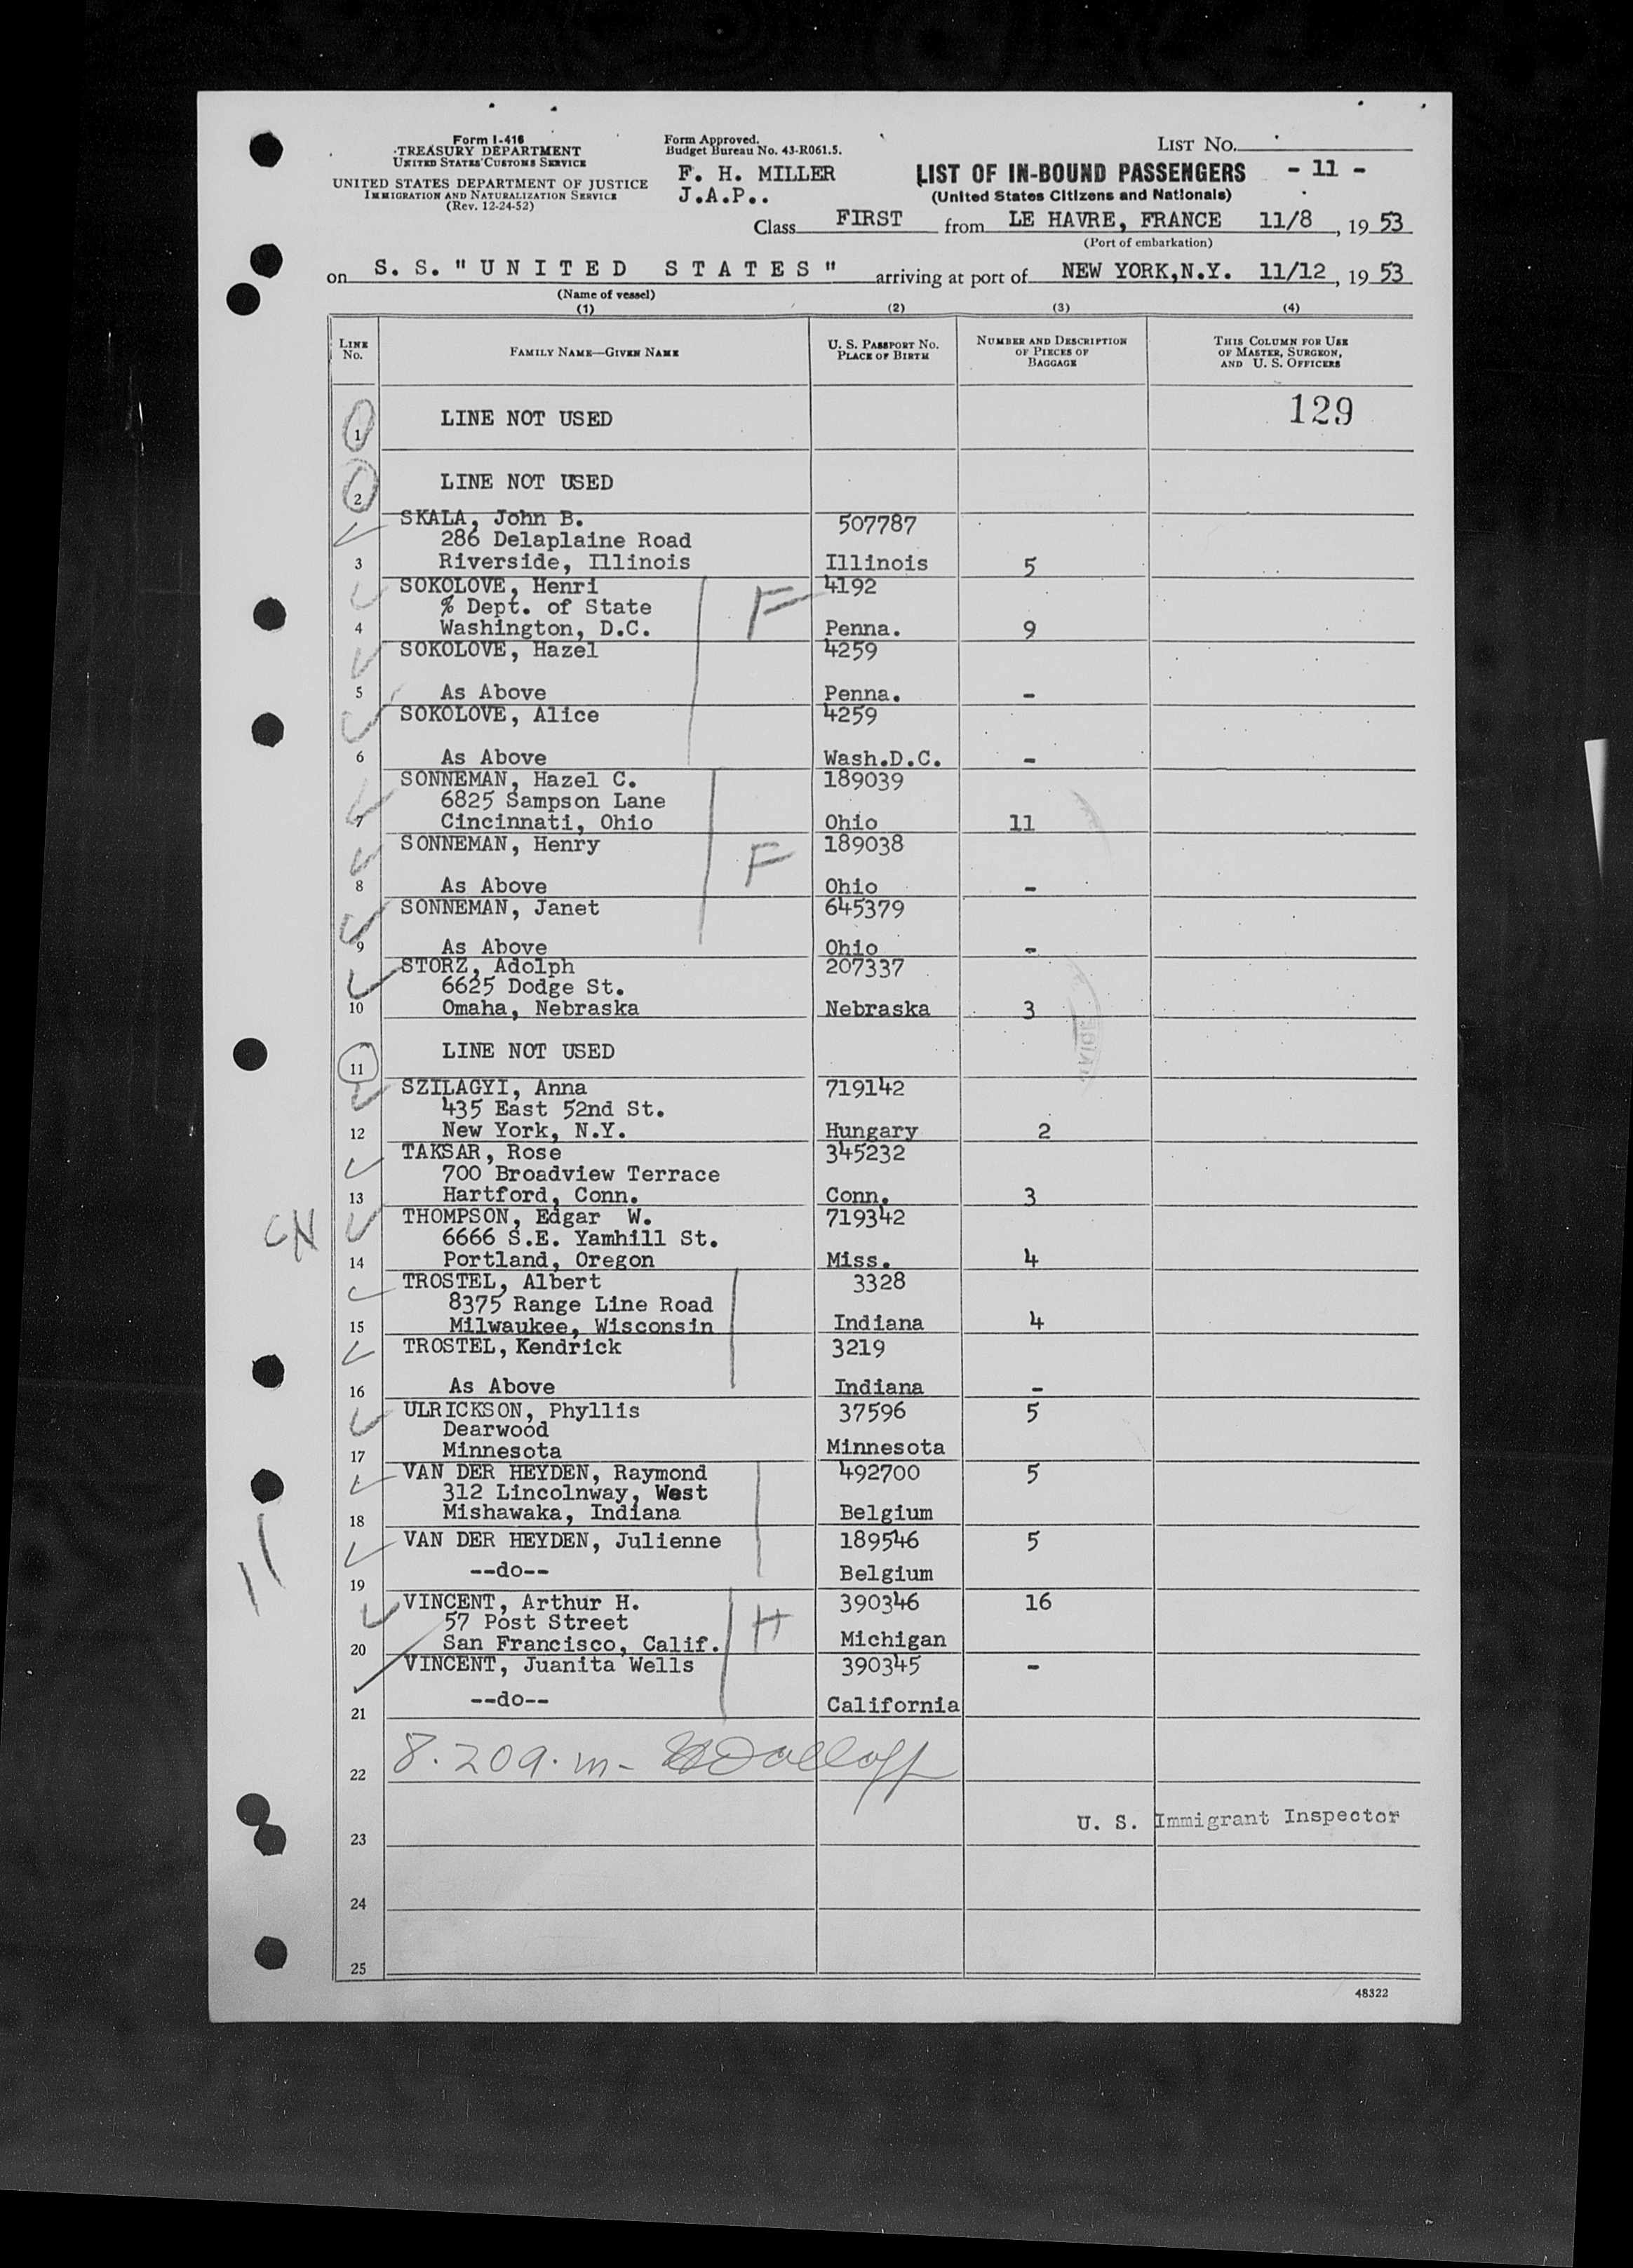 Form I-416
TREASURY DEPARTMENT
UNITED STATES CUSTOMS SERVICE
UNITED STATES DEPARTMENT OF JUSTICE
IMMIGRATION AND NATURALIZATION SERVICE
(Rev. 12-24-52)
Form Approved.
Budget Bureau No. 43-R061.5.
F. H. MILLER
J.A.P..
LIST NO.
LIST OF IN-BOUND PASSENGERS - 11 -
(United States Citizens and Nationals)
Class FIRST from LE HAVRE, FRANCE 11/8, 1953
(Port of embarkation)
on S. S. "UNITED STATES" arriving at port of NEW YORK, N.Y. 11/12, 1953
(Name of vessel)
(1) (2) (3) (4)
LINE NO. FAMILY NAME—GIVEN NAME U. S. PASSPORT NO. PLACE OF BIRTH NUMBER AND DESCRIPTION OF PIECES OF BAGGAGE THIS COLUMN FOR USE OF MASTER, SURGEON, AND U. S. OFFICERS
129
1 LINE NOT USED
2 LINE NOT USED
SKALA, John B. 507787
286 Delaplaine Road
3 Riverside, Illinois Illinois 5
SOKOLOVE, Henri F 4192
% Dept. of State
4 Washington, D.C. Penna. 9
SOKOLOVE, Hazel 4259
5 As Above Penna. -
SOKOLOVE, Alice 4259
6 As Above Wash.D.C. -
SONNEMAN, Hazel C. 189039
6825 Sampson Lane
7 Cincinnati, Ohio Ohio 11
SONNEMAN, Henry F 189038
8 As Above Ohio -
SONNEMAN, Janet 645379
9 As Above Ohio -
STORZ, Adolph 207337
6625 Dodge St.
10 Omaha, Nebraska Nebraska 3
11 LINE NOT USED
SZILAGYI, Anna 719142
435 East 52nd St.
12 New York, N.Y. Hungary 2
TAKSAR, Rose 345232
700 Broadview Terrace
13 Hartford, Conn. Conn. 3
CN THOMPSON, Edgar W. 719342
6666 S.E. Yamhill St.
14 Portland, Oregon Miss. 4
TROSTEL, Albert 3328
8375 Range Line Road
15 Milwaukee, Wisconsin Indiana 4
TROSTEL, Kendrick 3219
16 As Above Indiana -
ULRICKSON, Phyllis 37596 5
Dearwood
17 Minnesota Minnesota
VAN DER HEYDEN, Raymond 492700 5
312 Lincolnway, West
18 Mishawaka, Indiana Belgium
VAN DER HEYDEN, Julienne 189546 5
19 --do-- Belgium
11
VINCENT, Arthur H. H 390346 16
57 Post Street
20 San Francisco, Calif. Michigan
VINCENT, Juanita Wells 390345 -
21 --do-- California
22 8.20 a.m-
23 U. S. Immigrant Inspector
24
25
48322